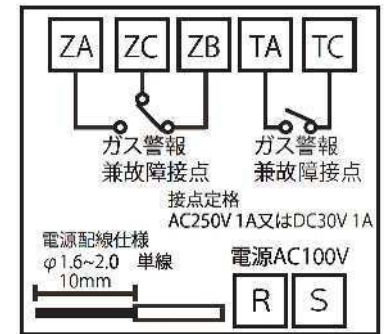 ZA ZC ZB TA TC
ガス警報 ガス警報
兼故障接点 兼故障接点
接点定格
AC250V 1A又はDC30V 1A
電源配線仕様
φ1.6~2.0 単線
10mm
電源AC100V
R S